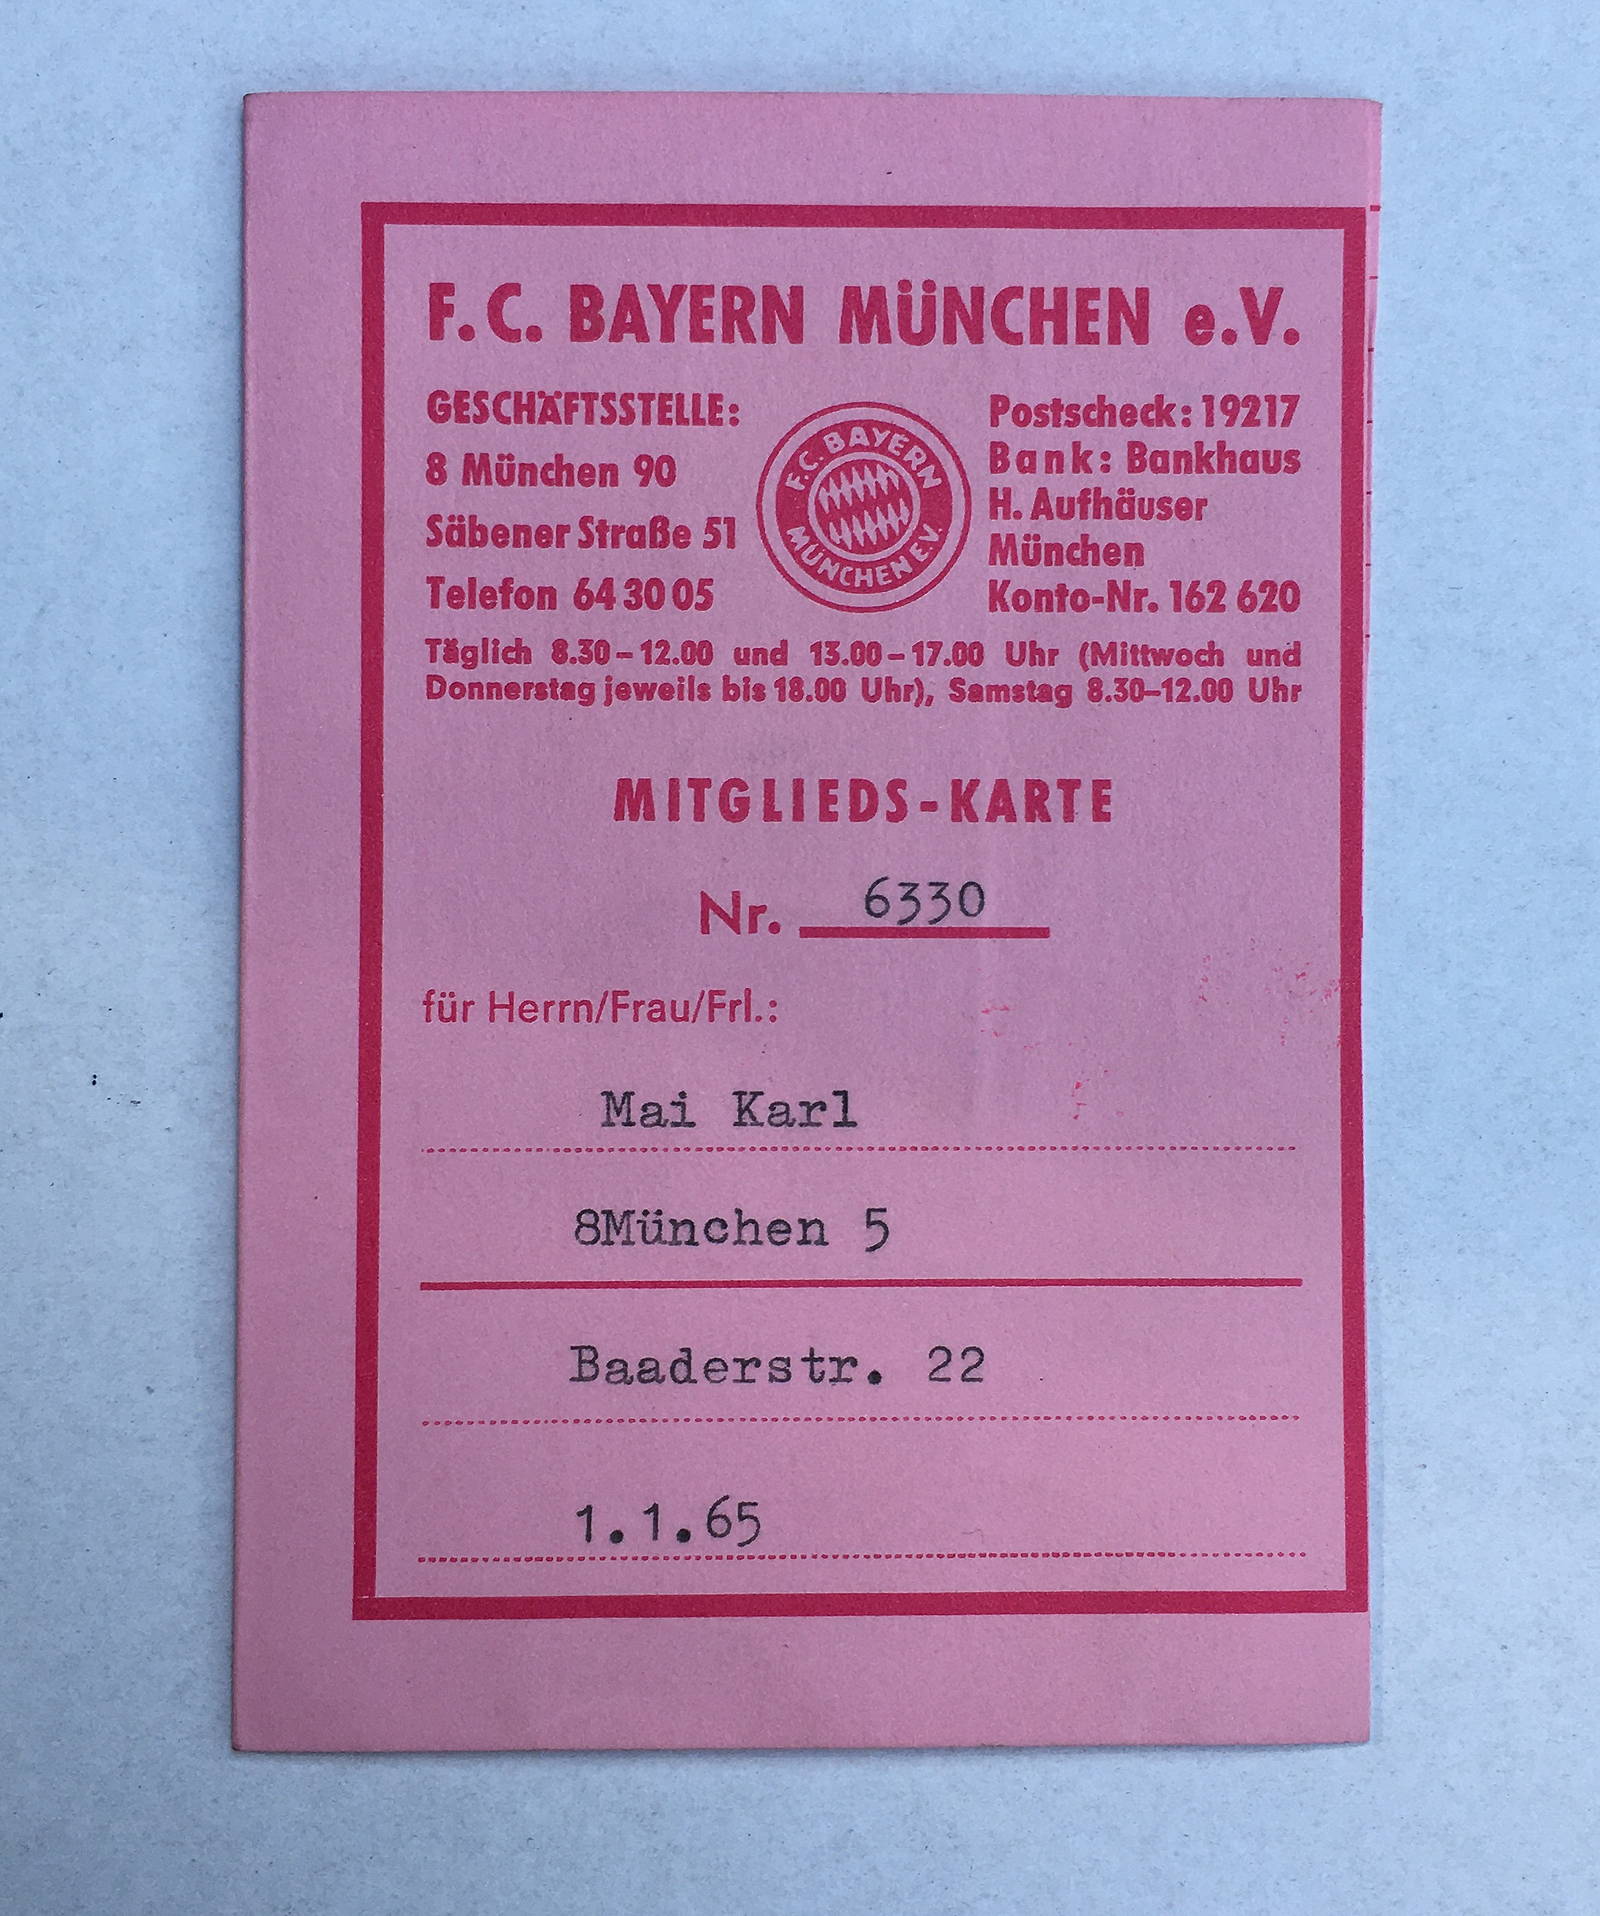 F.C. BAYERN MÜNCHEN e.V.
GESCHÄFTSSTELLE:
8 München 90
Säbener Straße 51
Telefon 64 30 05
F.C. BAYERN
MÜNCHEN E.V.
Postscheck: 19217
Bank: Bankhaus
H. Aufhäuser
München
Konto-Nr. 162 620
Täglich 8.30–12.00 und 13.00–17.00 Uhr (Mittwoch und
Donnerstag jeweils bis 18.00 Uhr), Samstag 8.30–12.00 Uhr
MITGLIEDS-KARTE
Nr. 6330
für Herrn/Frau/Frl.:
Mai Karl
8München 5
Baaderstr. 22
1.1.65